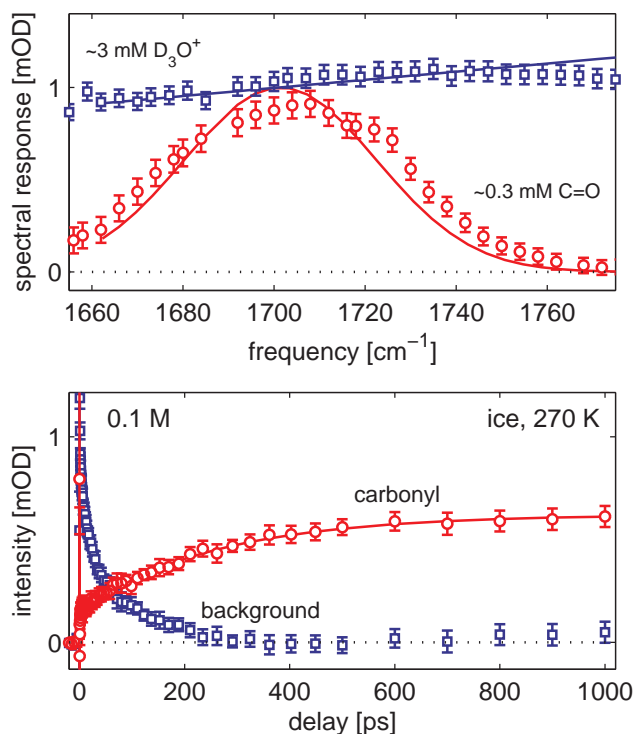 spectral response [mOD]
1
0
~3 mM D₃O⁺
~0.3 mM C=O
1660 1680 1700 1720 1740 1760
frequency [cm⁻¹]
intensity [mOD]
1
0
0.1 M ice, 270 K
carbonyl
background
0 200 400 600 800 1000
delay [ps]